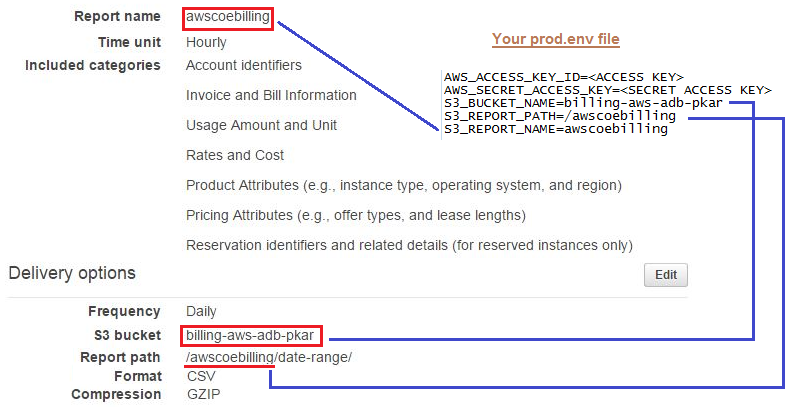 Report name awscoebilling
Time unit Hourly
Your prod.env file
Included categories Account identifiers
AWS_ACCESS_KEY_ID=<ACCESS KEY>
AWS_SECRET_ACCESS_KEY=<SECRET ACCESS KEY>
S3_BUCKET_NAME=billing-aws-adb-pkar
S3_REPORT_PATH=/awscoebilling
S3_REPORT_NAME=awscoebilling
Invoice and Bill Information
Usage Amount and Unit
Rates and Cost
Product Attributes (e.g., instance type, operating system, and region)
Pricing Attributes (e.g., offer types, and lease lengths)
Reservation identifiers and related details (for reserved instances only)
Delivery options
Edit
Frequency Daily
S3 bucket billing-aws-adb-pkar
Report path /awscoebilling/date-range/
Format CSV
Compression GZIP